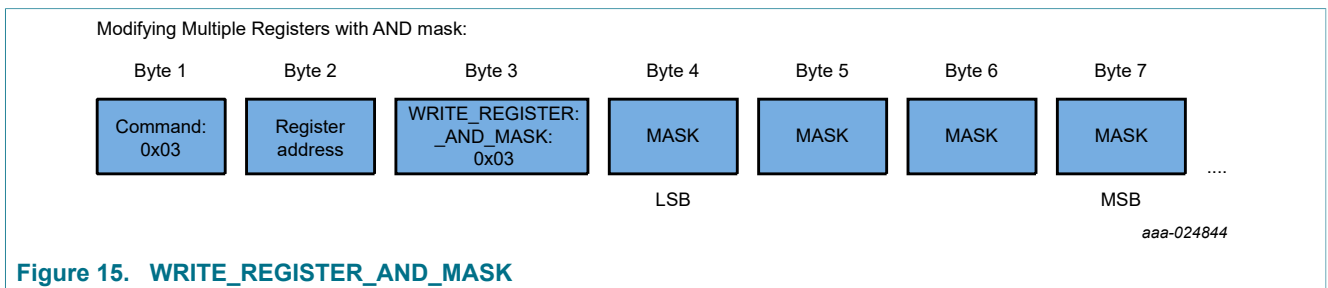 Modifying Multiple Registers with AND mask:
Byte 1 Byte 2 Byte 3 Byte 4 Byte 5 Byte 6 Byte 7
Command:
0x03
Register
address
WRITE_REGISTER:
_AND_MASK:
0x03
MASK
MASK
MASK
MASK
....
LSB MSB
aaa-024844
Figure 15. WRITE_REGISTER_AND_MASK